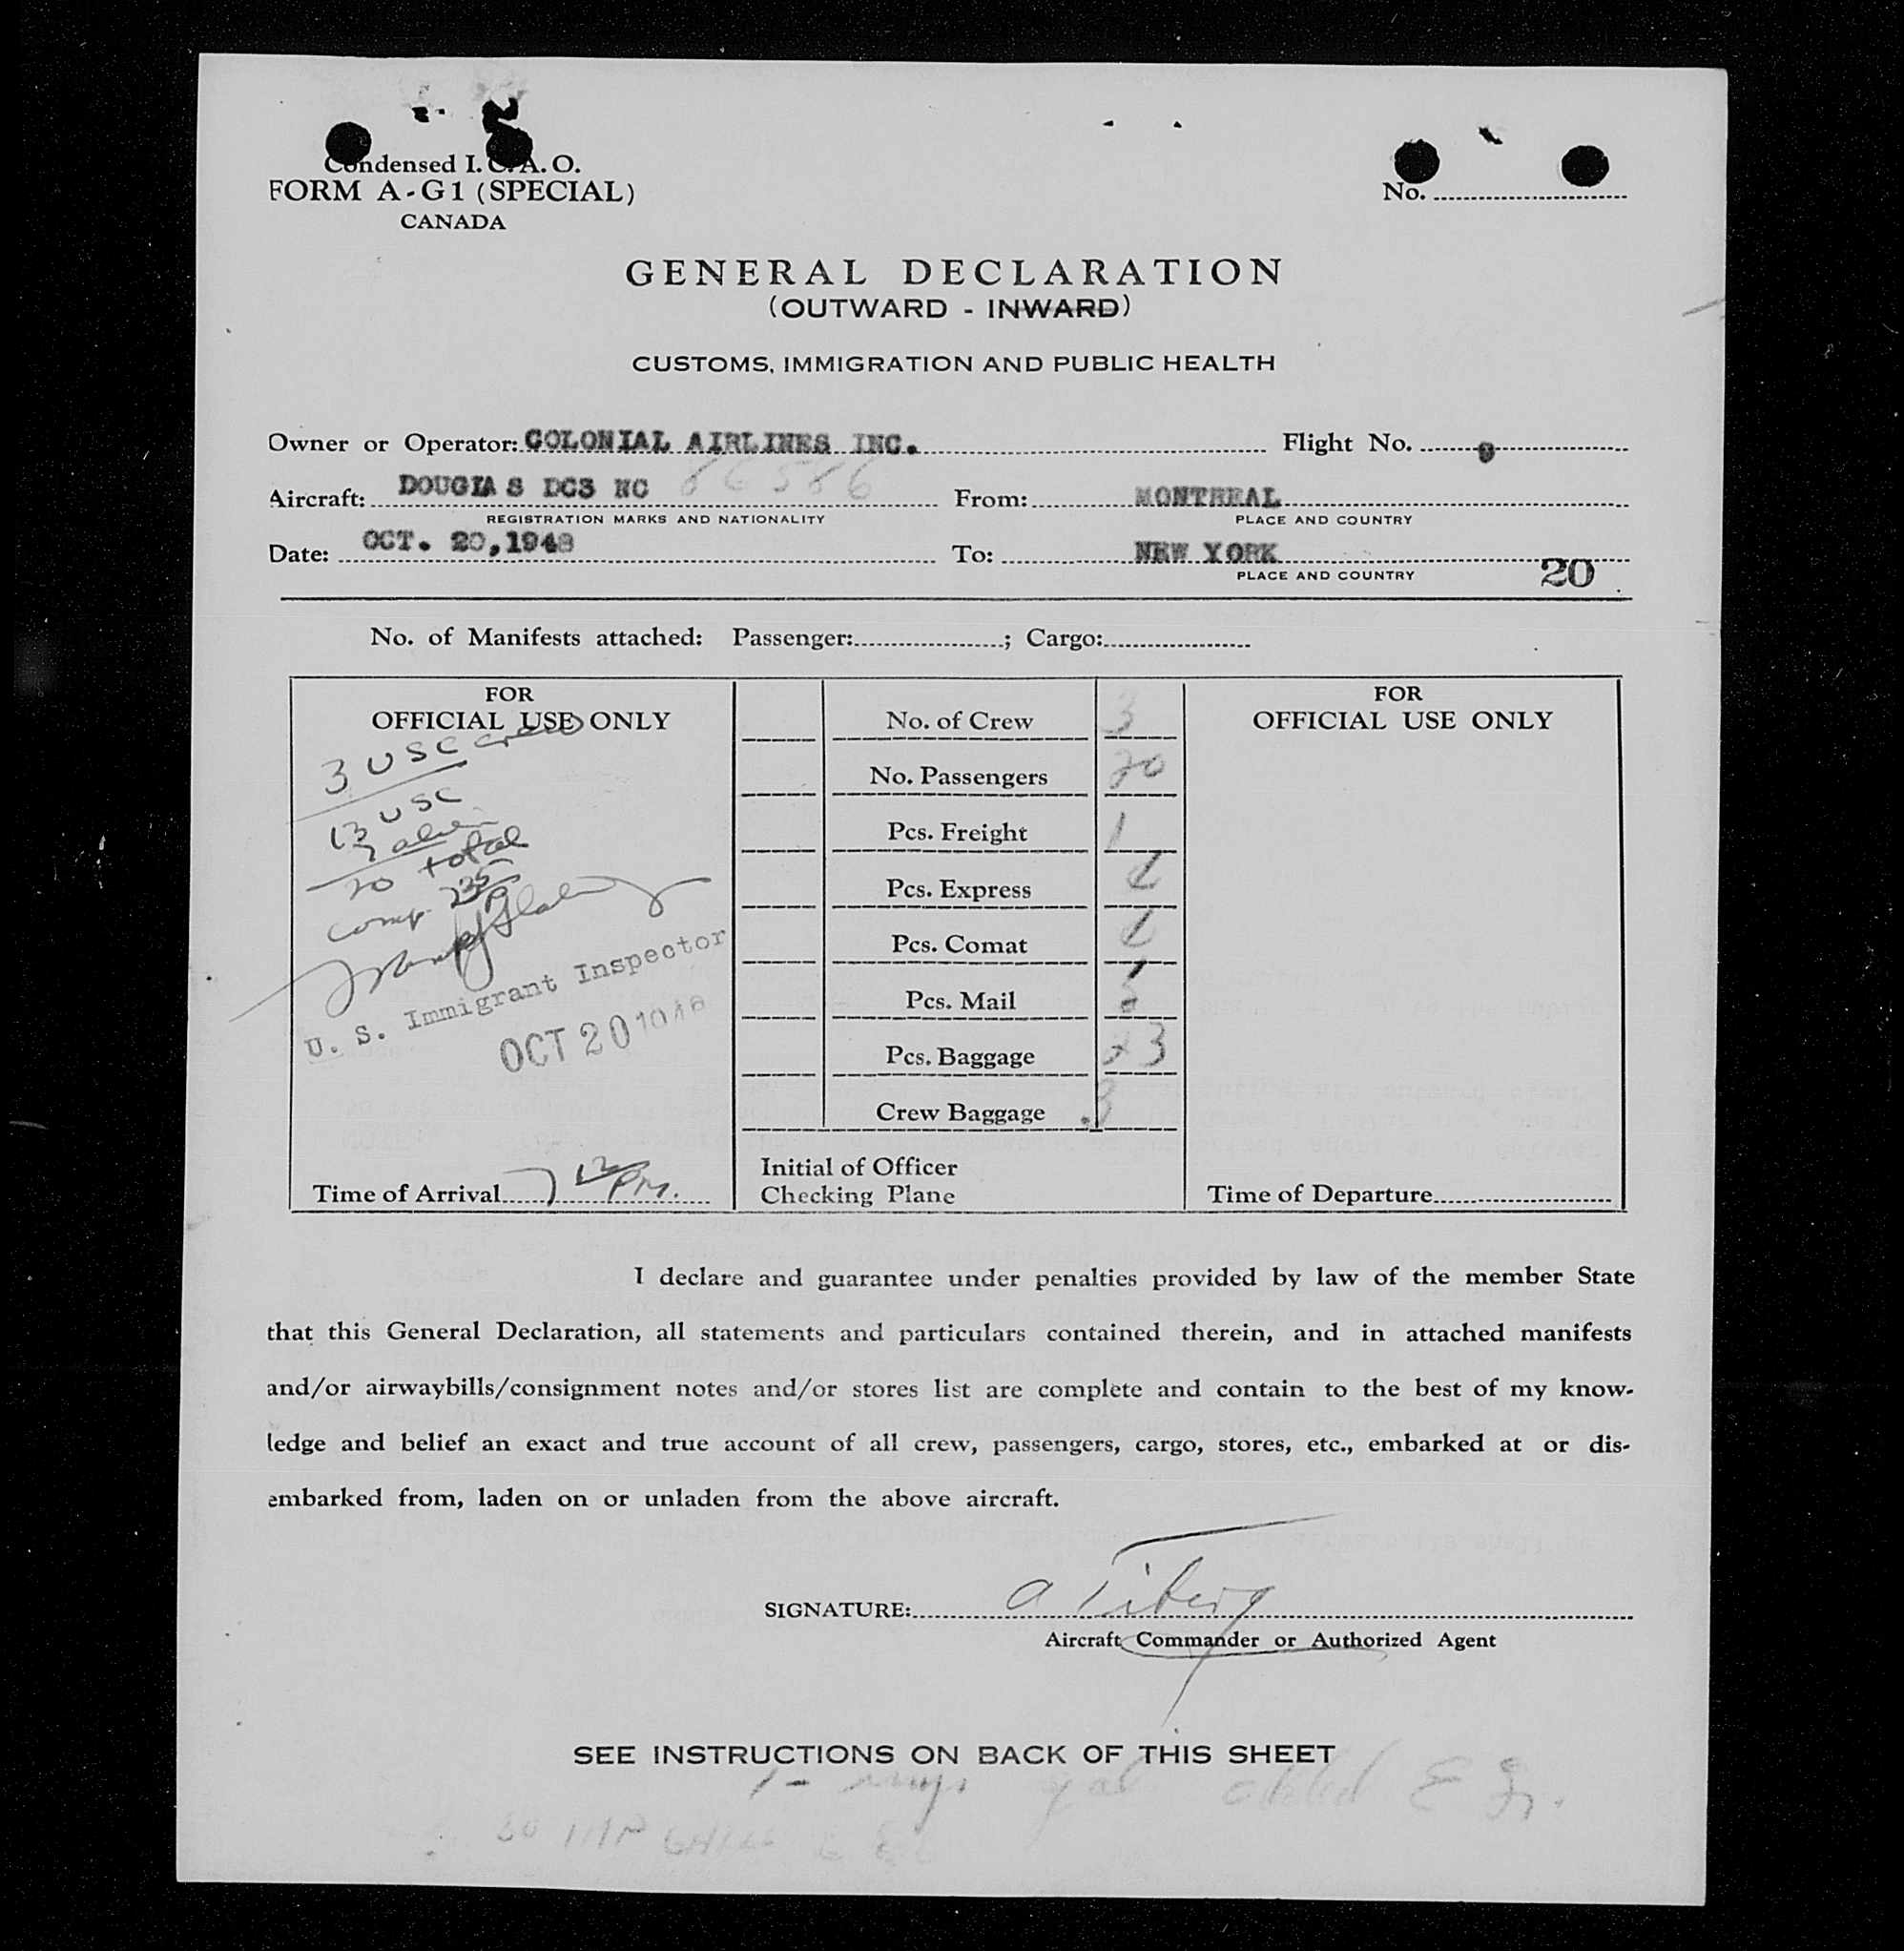 Condensed I. C. A. O.
FORM A-G1 (SPECIAL)
CANADA
No.
GENERAL DECLARATION
(OUTWARD - INWARD)
CUSTOMS, IMMIGRATION AND PUBLIC HEALTH
Owner or Operator: COLONIAL AIRLINES INC. Flight No.
Aircraft: DOUGLAS DC3 NC 86586 From: MONTREAL
REGISTRATION MARKS AND NATIONALITY PLACE AND COUNTRY
Date: OCT. 20,1948 To: NEW YORK
PLACE AND COUNTRY 20
No. of Manifests attached: Passenger: ; Cargo:
FOR
OFFICIAL USE ONLY
3 USC crew
13 USC
7 alien
20 total
comp. 735 P
U. S. Immigrant Inspector
OCT 20 1948
Time of Arrival 7 12 PM.
No. of Crew 3
No. Passengers 20
Pcs. Freight 1
Pcs. Express
Pcs. Comat
Pcs. Mail
Pcs. Baggage 23
Crew Baggage 3
Initial of Officer
Checking Plane
FOR
OFFICIAL USE ONLY
Time of Departure
I declare and guarantee under penalties provided by law of the member State
that this General Declaration, all statements and particulars contained therein, and in attached manifests
and/or airwaybills/consignment notes and/or stores list are complete and contain to the best of my know-
ledge and belief an exact and true account of all crew, passengers, cargo, stores, etc., embarked at or dis-
embarked from, laden on or unladen from the above aircraft.
SIGNATURE: A
Aircraft Commander or Authorized Agent
SEE INSTRUCTIONS ON BACK OF THIS SHEET